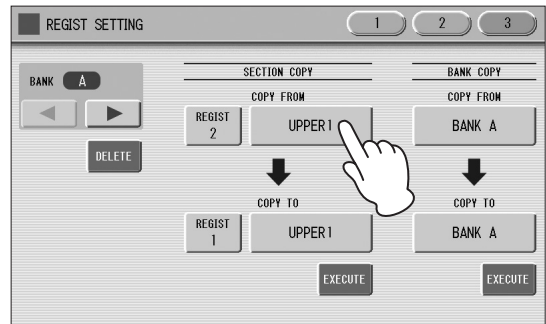 REGIST SETTING
1 2 3
BANK A
DELETE
SECTION COPY
COPY FROM
REGIST
2
UPPER1
COPY TO
REGIST
1
UPPER1
EXECUTE
BANK COPY
COPY FROM
BANK A
COPY TO
BANK A
EXECUTE